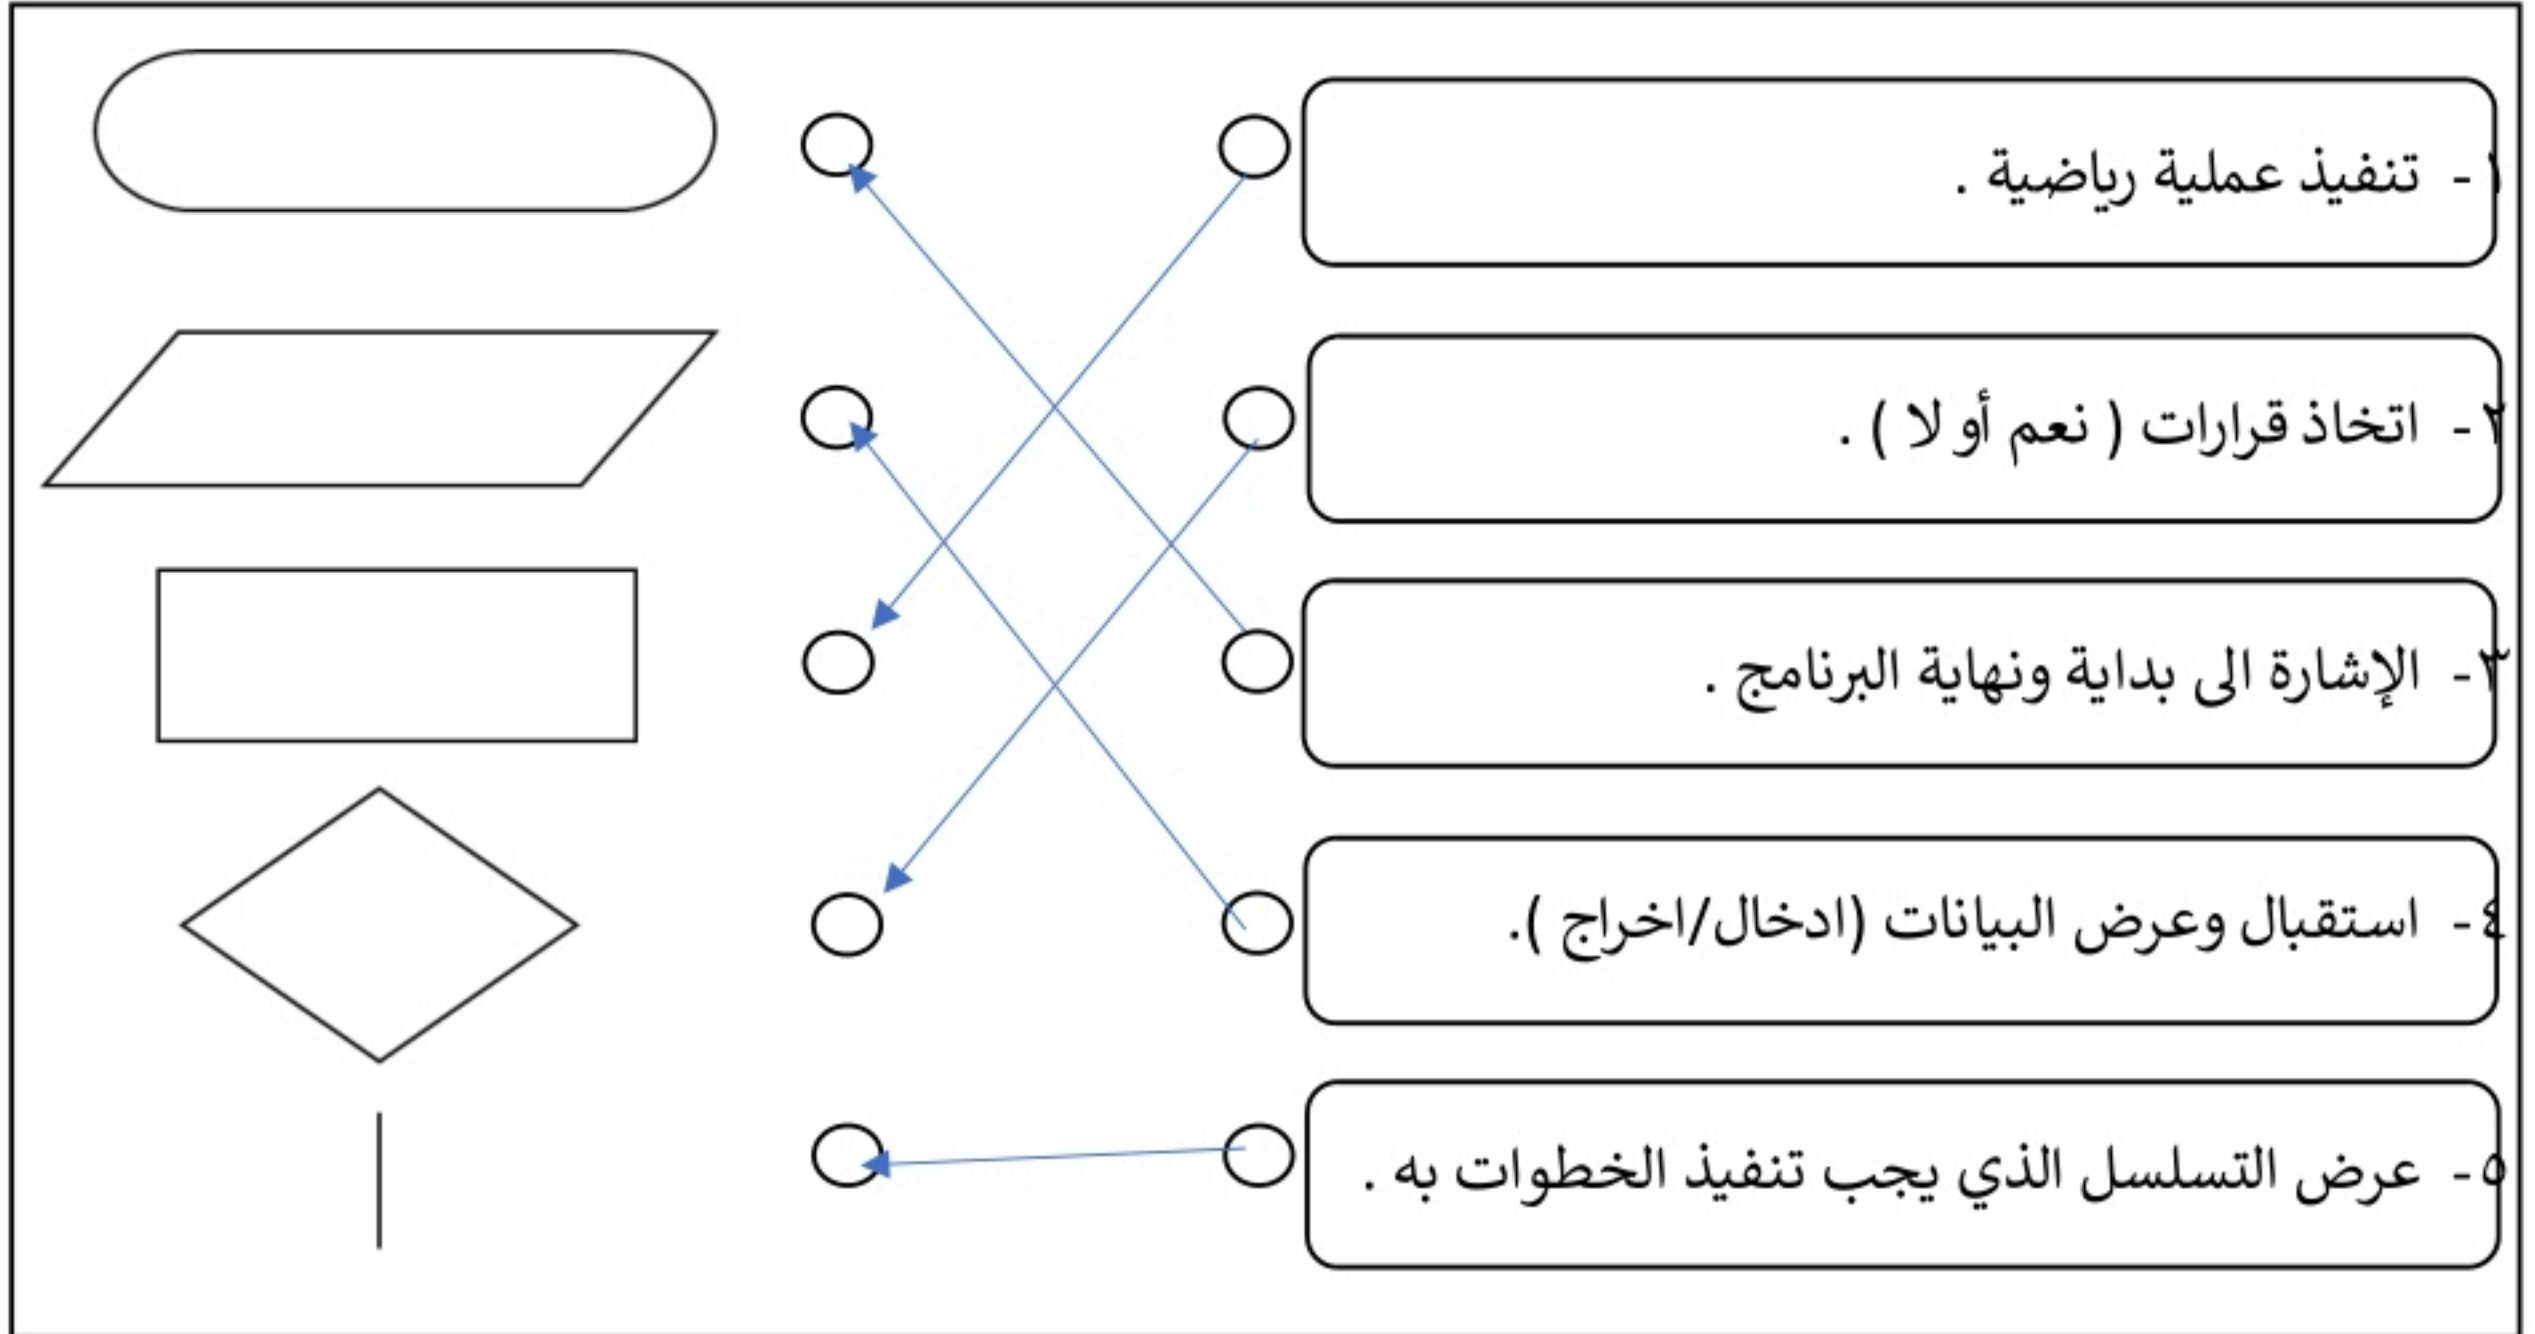 ١- تنفيذ عملية رياضية .
٢- اتخاذ قرارات ( نعم أو لا ) .
٣- الإشارة الى بداية ونهاية البرنامج .
٤- استقبال وعرض البيانات (ادخال/اخراج ).
٥- عرض التسلسل الذي يجب تنفيذ الخطوات به .